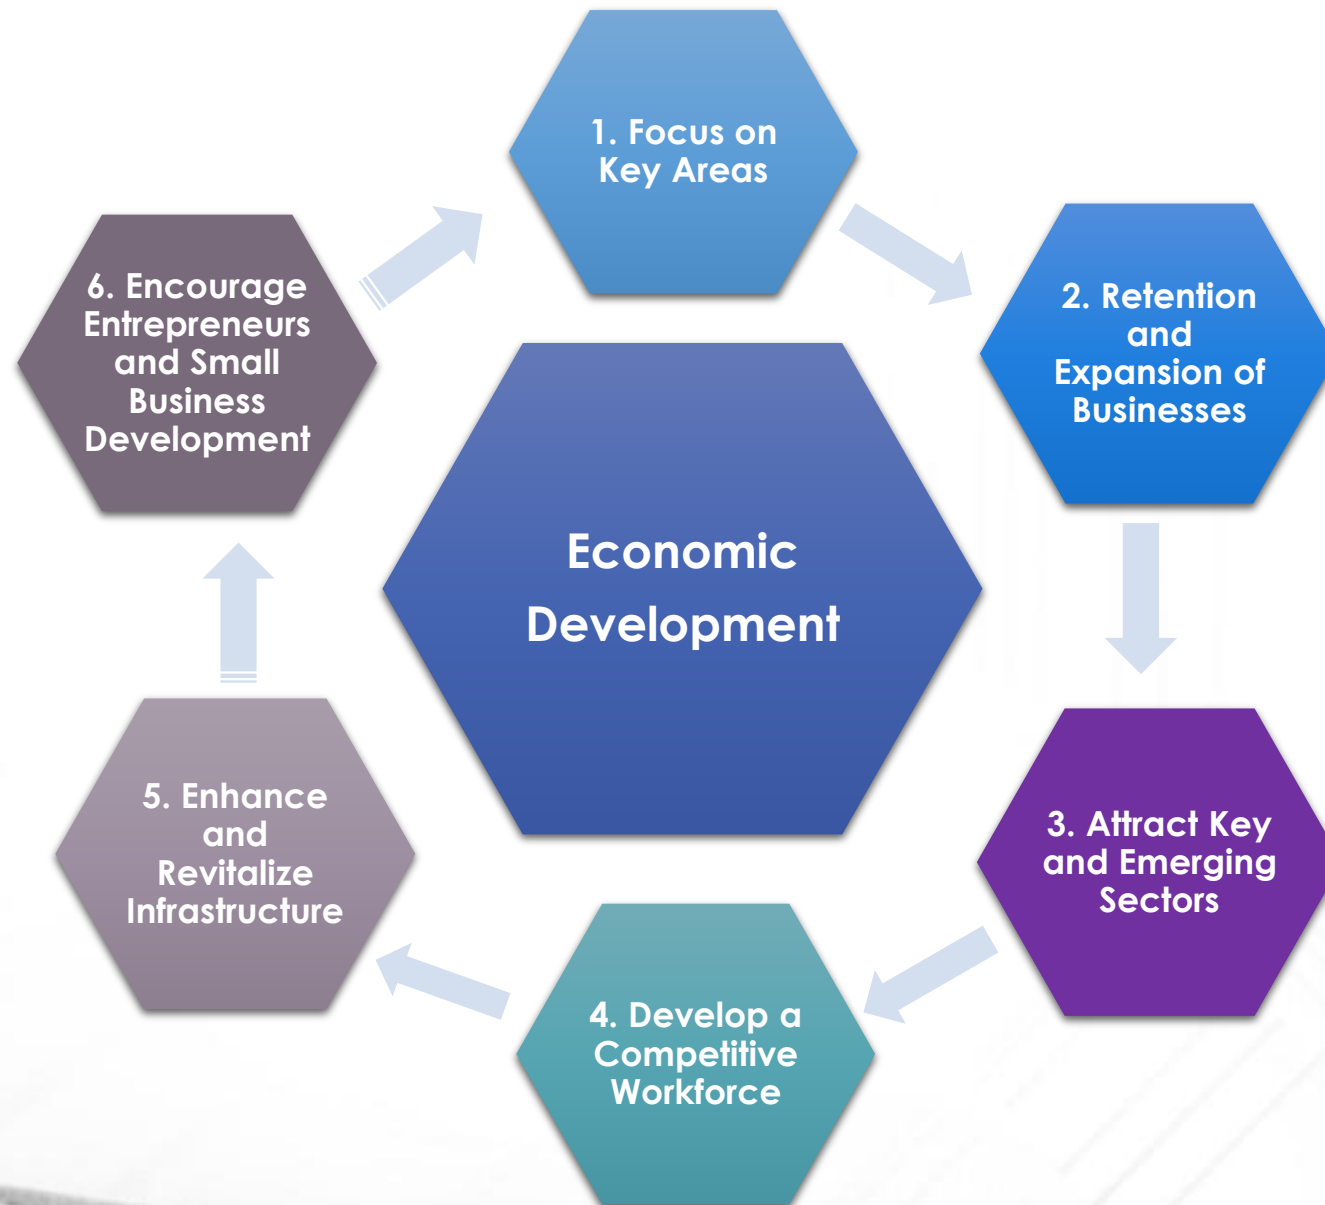 1. Focus on
Key Areas
2. Retention
and
Expansion of
Businesses
3. Attract Key
and Emerging
Sectors
4. Develop a
Competitive
Workforce
5. Enhance
and
Revitalize
Infrastructure
6. Encourage
Entrepreneurs
and Small
Business
Development
Economic
Development